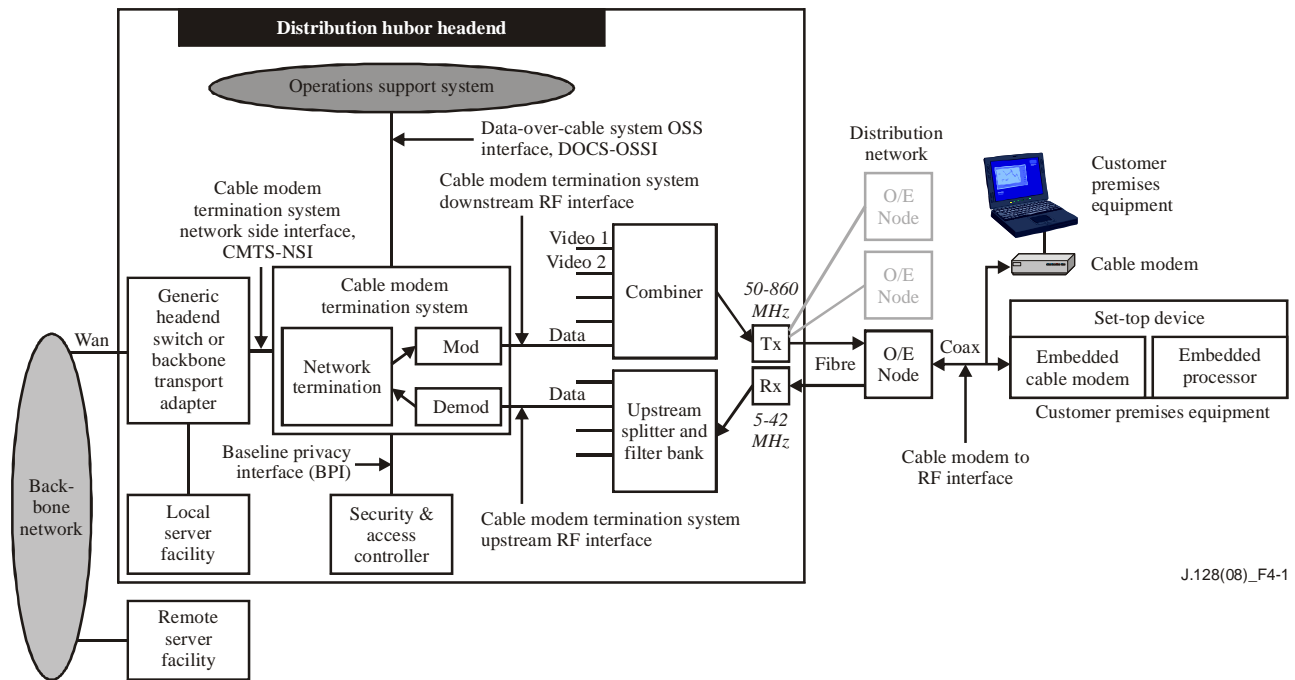 Distribution hubor headend
Operations support system
Data-over-cable system OSS
interface, DOCS-OSSI
Cable modem termination system
downstream RF interface
Cable modem
termination system
network side interface,
CMTS-NSI
Distribution
network
O/E
Node
O/E
Node
Customer
premises
equipment
Cable modem
Video 1
Video 2
Combiner
50-860
MHz
Cable modem
termination system
Generic
headend
switch or
backbone
transport
adapter
Network
termination
Mod
Demod
Data
Data
Tx
Rx
Fibre
O/E
Node
Coax
Set-top device
Embedded
cable modem
Embedded
processor
Customer premises equipment
Wan
Upstream
splitter and
filter bank
5-42
MHz
Cable modem to
RF interface
Baseline privacy
interface (BPI)
Back-
bone
network
Local
server
facility
Security &
access
controller
Cable modem termination system
upstream RF interface
Remote
server
facility
J.128(08)_F4-1